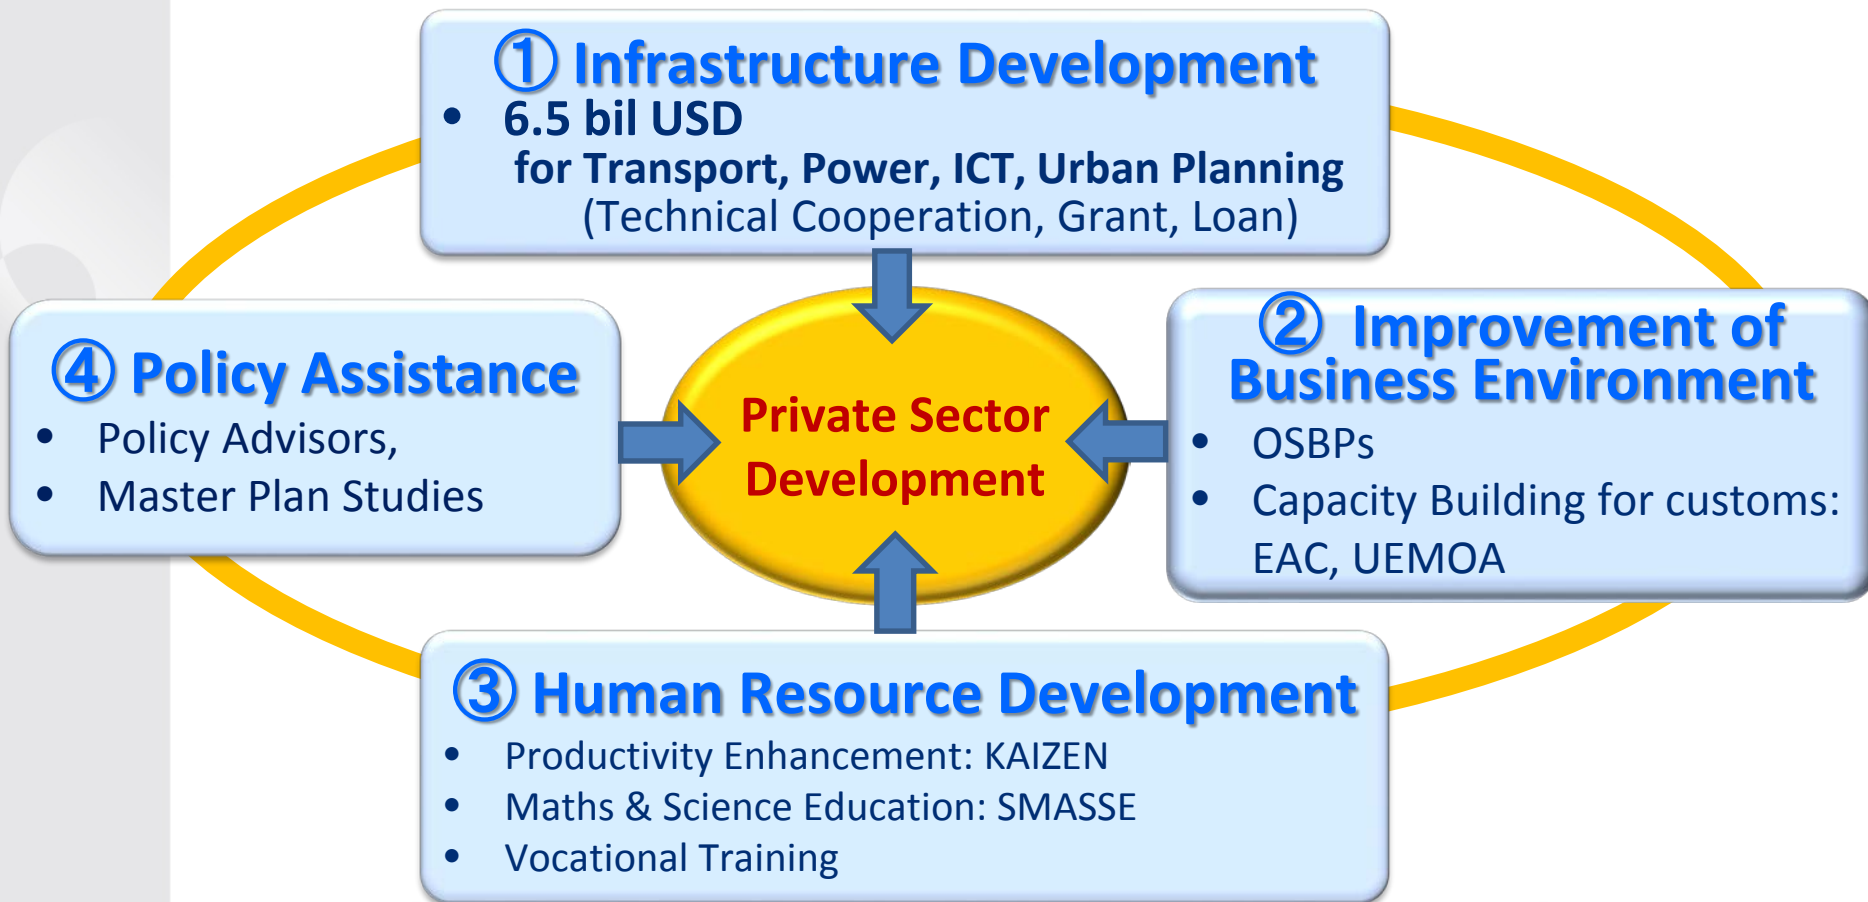 ① Infrastructure Development
• 6.5 bil USD
for Transport, Power, ICT, Urban Planning
(Technical Cooperation, Grant, Loan)
② Improvement of
Business Environment
• OSBPs
• Capacity Building for customs:
EAC, UEMOA
③ Human Resource Development
• Productivity Enhancement: KAIZEN
• Maths & Science Education: SMASSE
• Vocational Training
④ Policy Assistance
• Policy Advisors,
• Master Plan Studies
Private Sector
Development